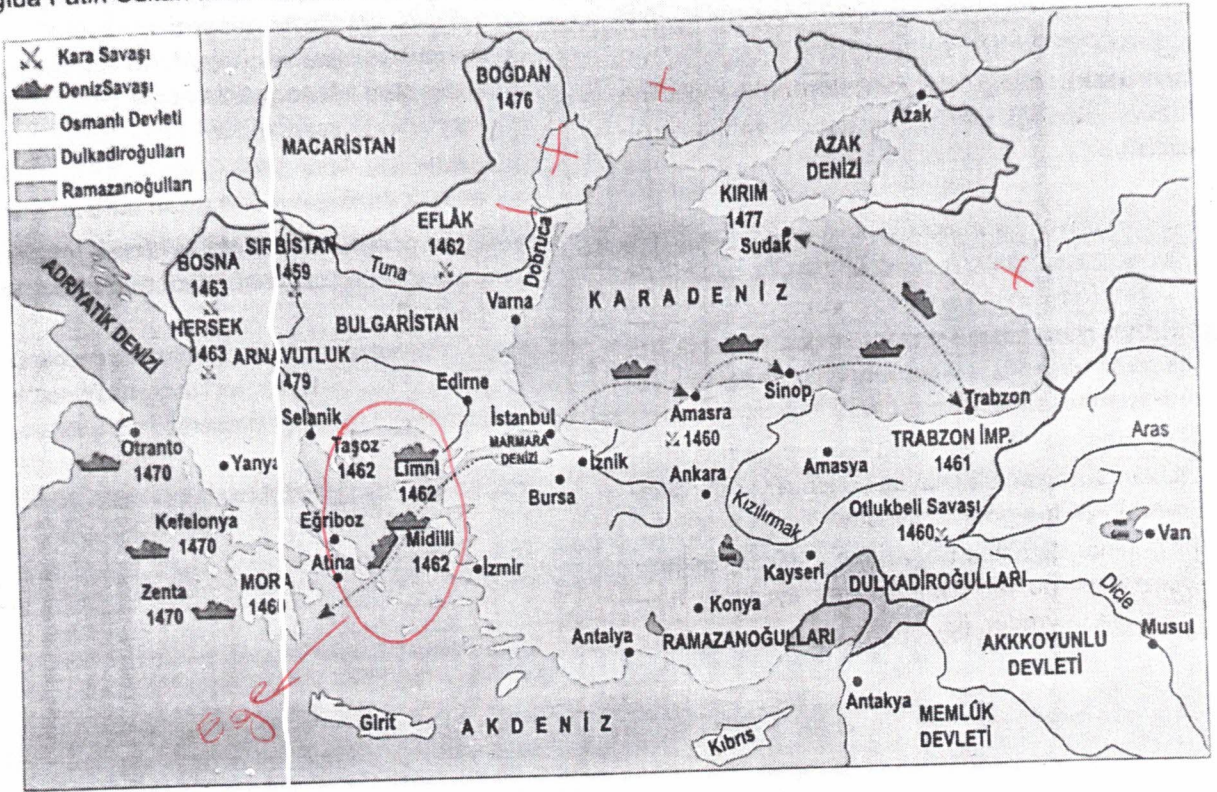 Kara Savaşı
DenizSavaşı
Osmanlı Devleti
Dulkadiroğulları
Ramazanoğulları
BOĞDAN
1476
MACARİSTAN
Azak
AZAK
DENİZİ
KIRIM
1477
Sudak
EFLÂK
1462
Tuna
Dobruca
SIRBİSTAN
1459
BOSNA
1463
ADRİYATİK DENİZİ
HERSEK
1463
BULGARİSTAN
Varna
KARADENİZ
ARNAVUTLUK
1479
Edirne
Selanik
İstanbul
MARMARA
DENİZİ
İznik
Bursa
Amasra
1460
Sinop
Trabzon
TRABZON İMP.
1461
Aras
Otranto
1470
Yanya
Taşoz
1462
Limni
1462
Ankara
Amasya
Kızılırmak
Otlukbeli Savaşı
1460
Van
Kefelonya
1470
Eğriboz
Midilli
1462
Atina
İzmir
Kayseri
DULKADİROĞULLARI
Dicle
Zenta
1470
MORA
1460
Konya
Antalya
RAMAZANOĞULLARI
AKKKOYUNLU
DEVLETİ
Musul
Antakya
MEMLÛK
DEVLETİ
Girit
AKDENİZ
Kıbrıs